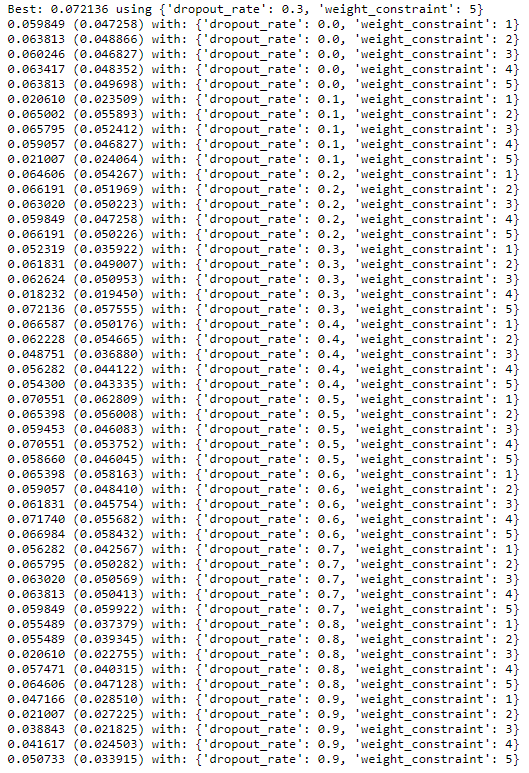 Best: 0.072136 using {'dropout_rate': 0.3, 'weight_constraint': 5}
0.059849 (0.047258) with: {'dropout_rate': 0.0, 'weight_constraint': 1}
0.063813 (0.048866) with: {'dropout_rate': 0.0, 'weight_constraint': 2}
0.060246 (0.046827) with: {'dropout_rate': 0.0, 'weight_constraint': 3}
0.063417 (0.048352) with: {'dropout_rate': 0.0, 'weight_constraint': 4}
0.063813 (0.049698) with: {'dropout_rate': 0.0, 'weight_constraint': 5}
0.020610 (0.023509) with: {'dropout_rate': 0.1, 'weight_constraint': 1}
0.065002 (0.055893) with: {'dropout_rate': 0.1, 'weight_constraint': 2}
0.065795 (0.052412) with: {'dropout_rate': 0.1, 'weight_constraint': 3}
0.059057 (0.046827) with: {'dropout_rate': 0.1, 'weight_constraint': 4}
0.021007 (0.024064) with: {'dropout_rate': 0.1, 'weight_constraint': 5}
0.064606 (0.054267) with: {'dropout_rate': 0.2, 'weight_constraint': 1}
0.066191 (0.051969) with: {'dropout_rate': 0.2, 'weight_constraint': 2}
0.063020 (0.050223) with: {'dropout_rate': 0.2, 'weight_constraint': 3}
0.059849 (0.047258) with: {'dropout_rate': 0.2, 'weight_constraint': 4}
0.066191 (0.050226) with: {'dropout_rate': 0.2, 'weight_constraint': 5}
0.052319 (0.035922) with: {'dropout_rate': 0.3, 'weight_constraint': 1}
0.061831 (0.049007) with: {'dropout_rate': 0.3, 'weight_constraint': 2}
0.062624 (0.050953) with: {'dropout_rate': 0.3, 'weight_constraint': 3}
0.018232 (0.019450) with: {'dropout_rate': 0.3, 'weight_constraint': 4}
0.072136 (0.057555) with: {'dropout_rate': 0.3, 'weight_constraint': 5}
0.066587 (0.050176) with: {'dropout_rate': 0.4, 'weight_constraint': 1}
0.062228 (0.054665) with: {'dropout_rate': 0.4, 'weight_constraint': 2}
0.048751 (0.036880) with: {'dropout_rate': 0.4, 'weight_constraint': 3}
0.056282 (0.044122) with: {'dropout_rate': 0.4, 'weight_constraint': 4}
0.054300 (0.043335) with: {'dropout_rate': 0.4, 'weight_constraint': 5}
0.070551 (0.062809) with: {'dropout_rate': 0.5, 'weight_constraint': 1}
0.065398 (0.056008) with: {'dropout_rate': 0.5, 'weight_constraint': 2}
0.059453 (0.046083) with: {'dropout_rate': 0.5, 'weight_constraint': 3}
0.070551 (0.053752) with: {'dropout_rate': 0.5, 'weight_constraint': 4}
0.058660 (0.046045) with: {'dropout_rate': 0.5, 'weight_constraint': 5}
0.065398 (0.058163) with: {'dropout_rate': 0.6, 'weight_constraint': 1}
0.059057 (0.048410) with: {'dropout_rate': 0.6, 'weight_constraint': 2}
0.061831 (0.045754) with: {'dropout_rate': 0.6, 'weight_constraint': 3}
0.071740 (0.055682) with: {'dropout_rate': 0.6, 'weight_constraint': 4}
0.066984 (0.058432) with: {'dropout_rate': 0.6, 'weight_constraint': 5}
0.056282 (0.042567) with: {'dropout_rate': 0.7, 'weight_constraint': 1}
0.065795 (0.050282) with: {'dropout_rate': 0.7, 'weight_constraint': 2}
0.063020 (0.050569) with: {'dropout_rate': 0.7, 'weight_constraint': 3}
0.063813 (0.050413) with: {'dropout_rate': 0.7, 'weight_constraint': 4}
0.059849 (0.059922) with: {'dropout_rate': 0.7, 'weight_constraint': 5}
0.055489 (0.037379) with: {'dropout_rate': 0.8, 'weight_constraint': 1}
0.055489 (0.039345) with: {'dropout_rate': 0.8, 'weight_constraint': 2}
0.020610 (0.022755) with: {'dropout_rate': 0.8, 'weight_constraint': 3}
0.057471 (0.040315) with: {'dropout_rate': 0.8, 'weight_constraint': 4}
0.064606 (0.047128) with: {'dropout_rate': 0.8, 'weight_constraint': 5}
0.047166 (0.028510) with: {'dropout_rate': 0.9, 'weight_constraint': 1}
0.021007 (0.027225) with: {'dropout_rate': 0.9, 'weight_constraint': 2}
0.038843 (0.021825) with: {'dropout_rate': 0.9, 'weight_constraint': 3}
0.041617 (0.024503) with: {'dropout_rate': 0.9, 'weight_constraint': 4}
0.050733 (0.033915) with: {'dropout_rate': 0.9, 'weight_constraint': 5}